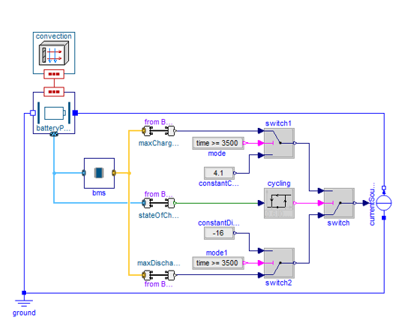 convection
batteryP...
from B...
maxCharg...
switch1
time >= 3500
mode
4.1
constantC...
bms
from B...
stateOfCh...
cycling
switch
currentSou...
constantDi...
-16
mode1
time >= 3500
maxDischa...
from B...
switch2
ground